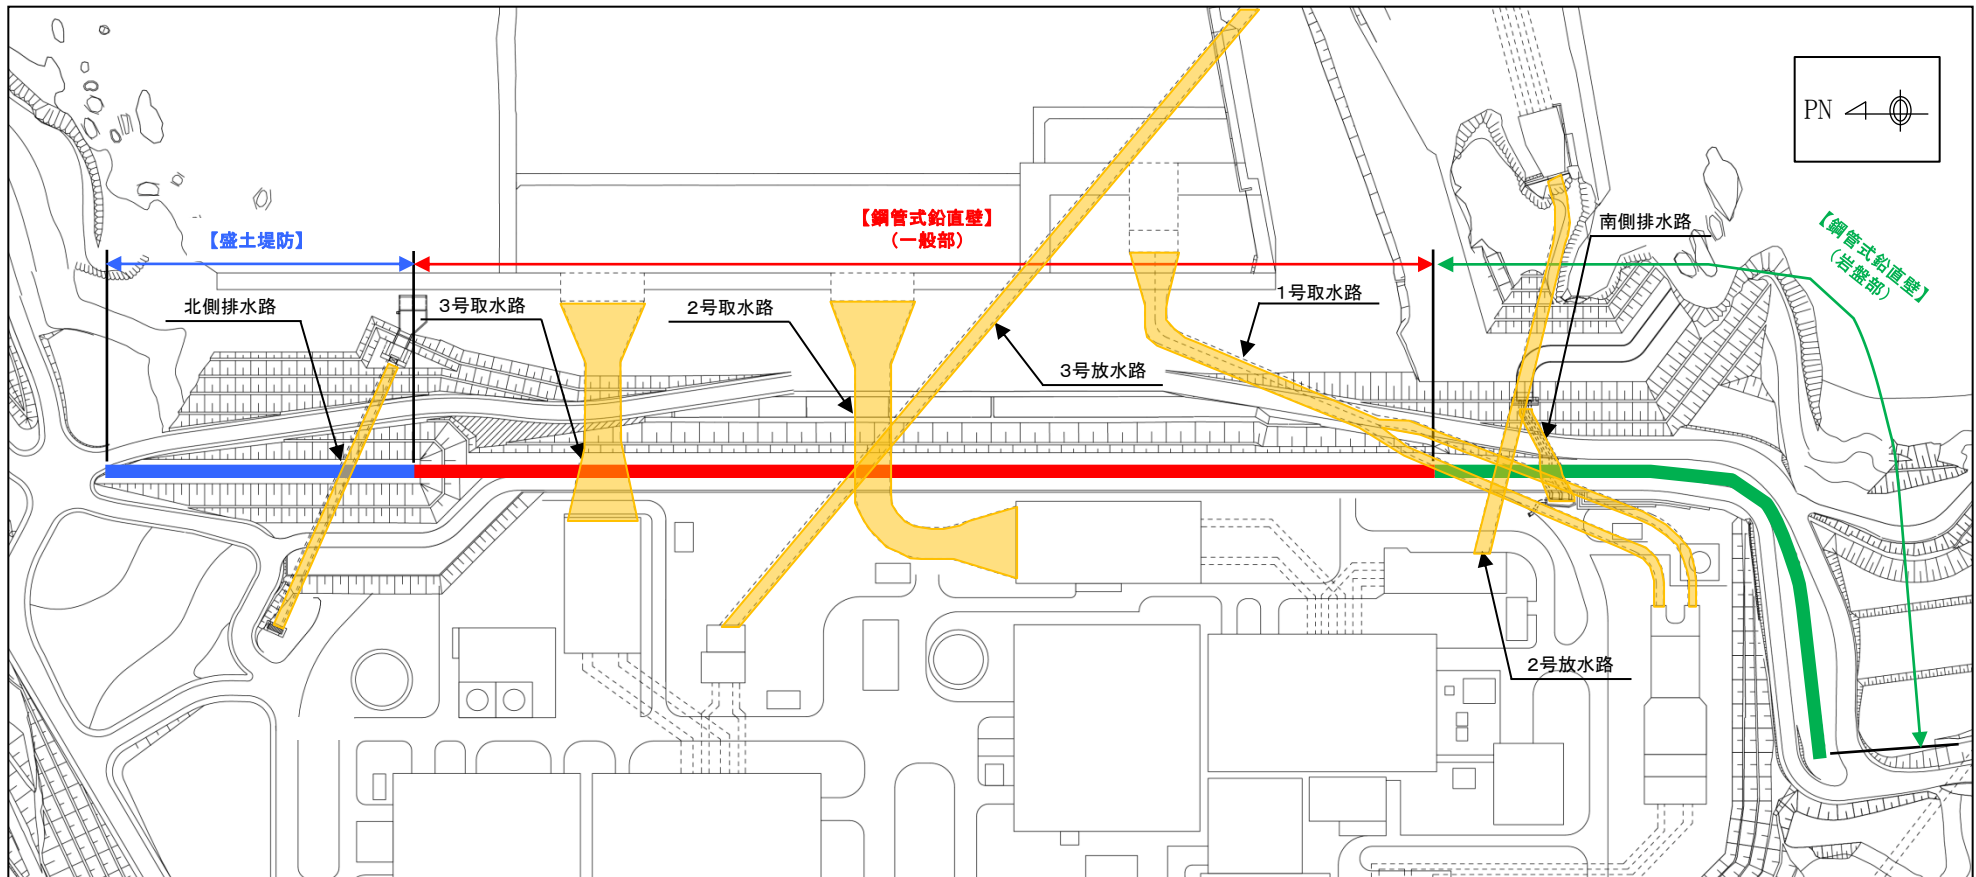 PN
【盛土堤防】
【鋼管式鉛直壁】
（一般部）
【鋼管式鉛直壁】
（岩盤部）
南側排水路
北側排水路
3号取水路
2号取水路
1号取水路
3号放水路
2号放水路